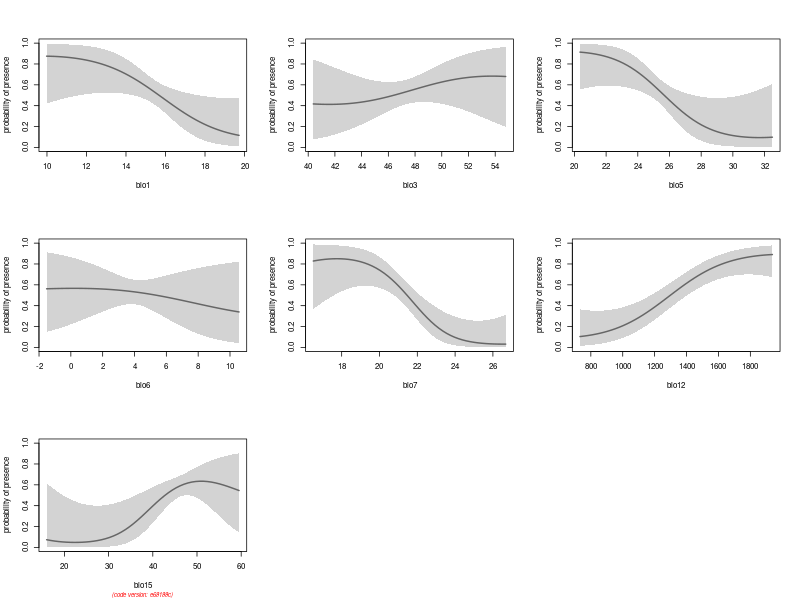 probability of presence
0.0 0.2 0.4 0.6 0.8 1.0
10 12 14 16 18 20
bio1
probability of presence
0.0 0.2 0.4 0.6 0.8 1.0
40 42 44 46 48 50 52 54
bio3
probability of presence
0.0 0.2 0.4 0.6 0.8 1.0
20 22 24 26 28 30 32
bio5
probability of presence
0.0 0.2 0.4 0.6 0.8 1.0
-2 0 2 4 6 8 10
bio6
probability of presence
0.0 0.2 0.4 0.6 0.8 1.0
18 20 22 24 26
bio7
probability of presence
0.0 0.2 0.4 0.6 0.8 1.0
800 1000 1200 1400 1600 1800
bio12
probability of presence
0.0 0.2 0.4 0.6 0.8 1.0
20 30 40 50 60
bio15